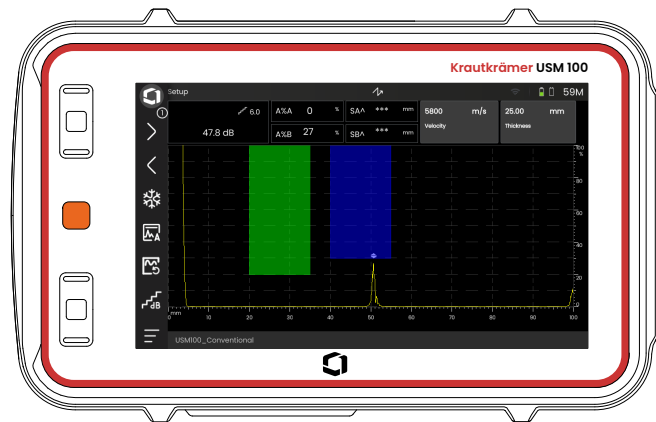 Krautkrämer USM 100
Setup
59M
1
6.0
47.8 dB
A%A 0 %
SA^ *** mm
A%B 27 %
SB^ *** mm
5800 m/s
Velocity
25.00 mm
Thickness
100
%
80
60
40
20
0
mm 10 20 30 40 50 60 70 80 90 100
A
dB
USM100_Conventional